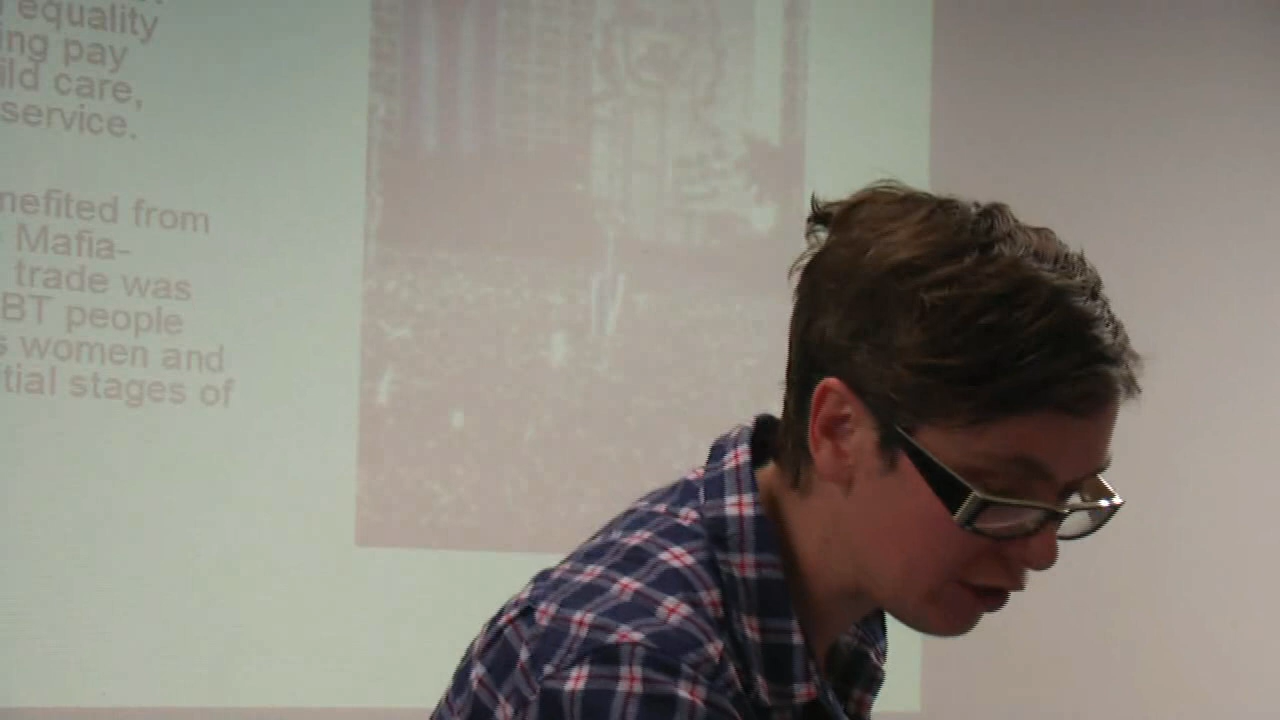 equality
ing pay
ild care,
service.
nefited from
Mafia-
trade was
BT people
s women and
tial stages of